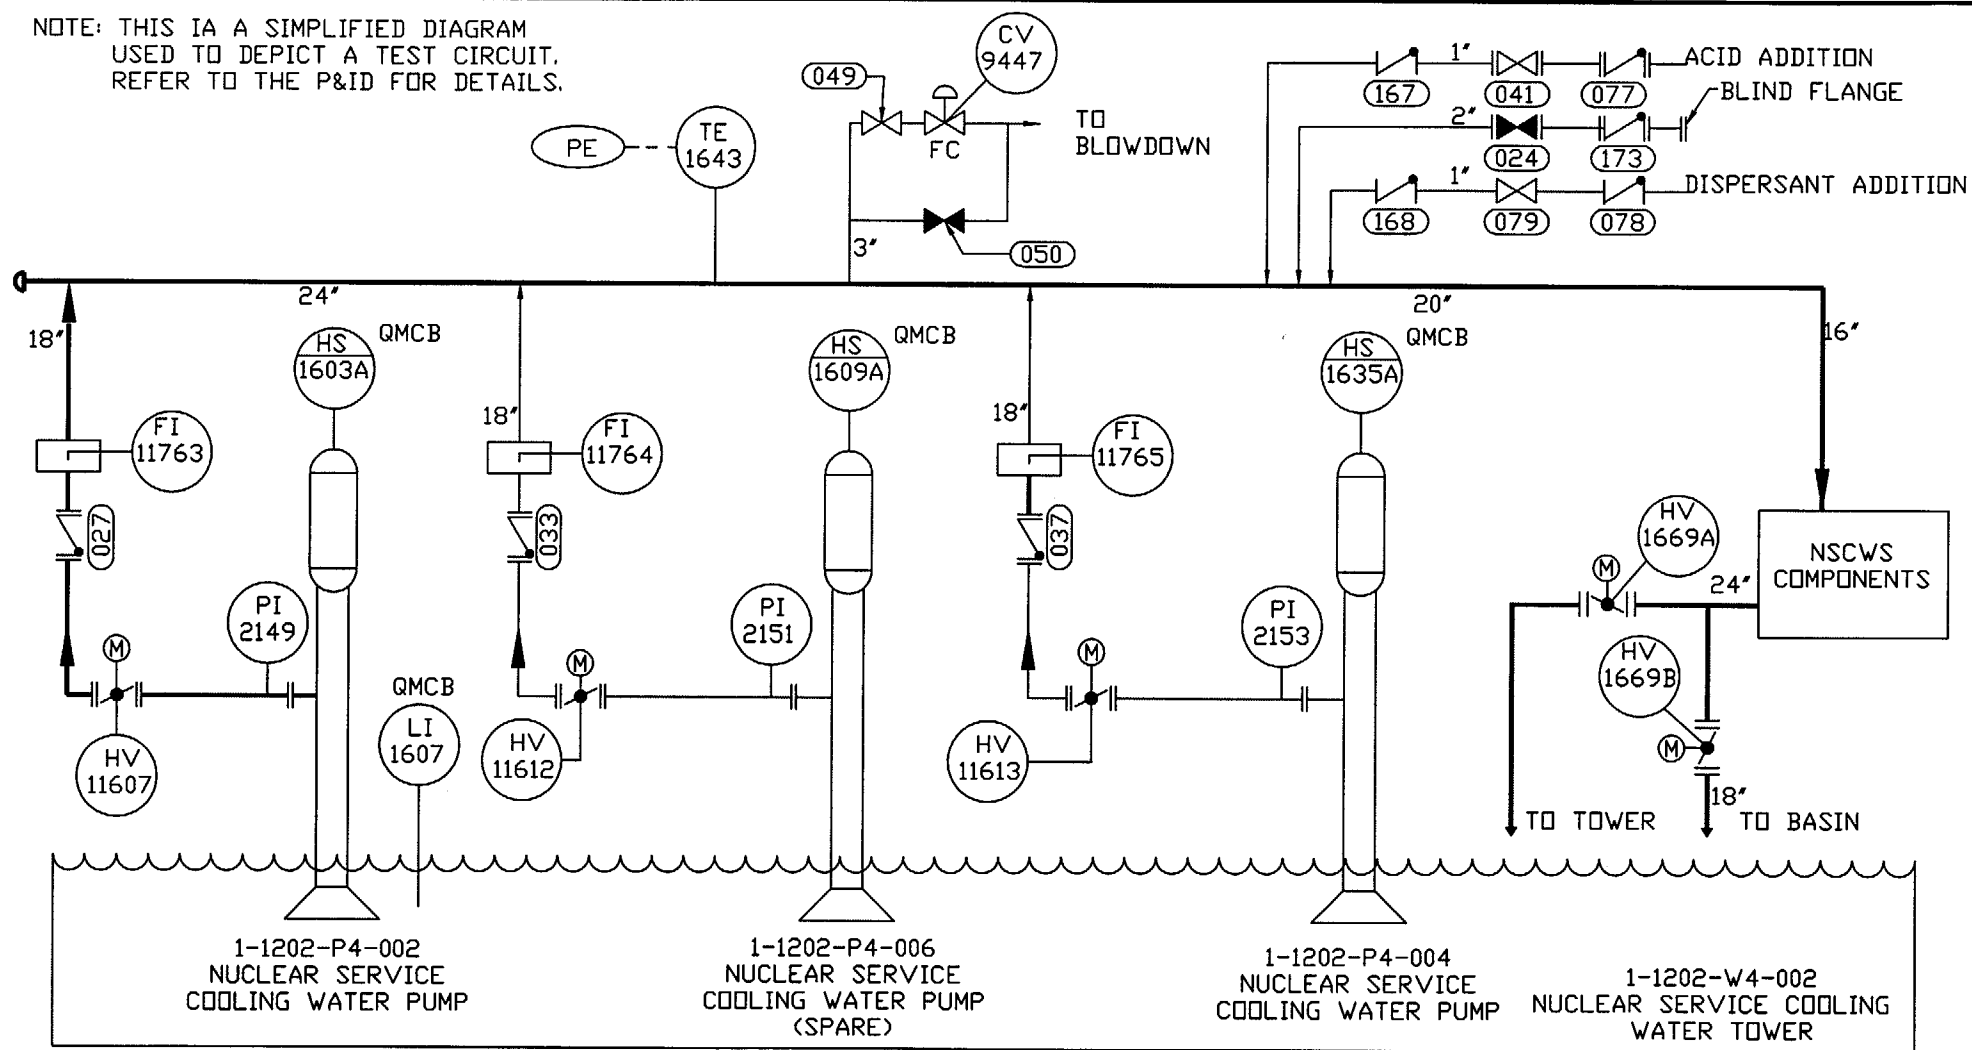 NOTE: THIS IA A SIMPLIFIED DIAGRAM
USED TO DEPICT A TEST CIRCUIT.
REFER TO THE P&ID FOR DETAILS.
PE
TE
1643
049
CV
9447
FC
TO
BLOWDOWN
3″
050
1″
ACID ADDITION
167
041
077
BLIND FLANGE
2″
024
173
1″
DISPERSANT ADDITION
168
079
078
24″
20″
16″
18″
HS
1603A
QMCB
18″
HS
1609A
QMCB
18″
HS
1635A
QMCB
FI
11763
FI
11764
FI
11765
027
033
037
PI
2149
PI
2151
PI
2153
M
HV
11607
QMCB
LI
1607
M
HV
11612
M
HV
11613
HV
1669A
M
24″
NSCWS
COMPONENTS
HV
1669B
M
18″
TO TOWER
TO BASIN
1-1202-P4-002
NUCLEAR SERVICE
COOLING WATER PUMP
1-1202-P4-006
NUCLEAR SERVICE
COOLING WATER PUMP
(SPARE)
1-1202-P4-004
NUCLEAR SERVICE
COOLING WATER PUMP
1-1202-W4-002
NUCLEAR SERVICE COOLING
WATER TOWER